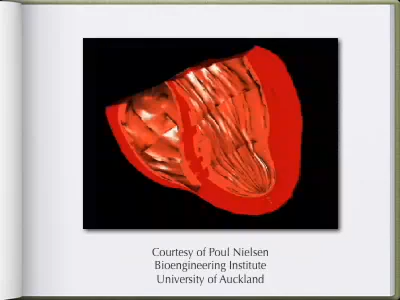 Courtesy of Poul Nielsen
Bioengineering Institute
University of Auckland